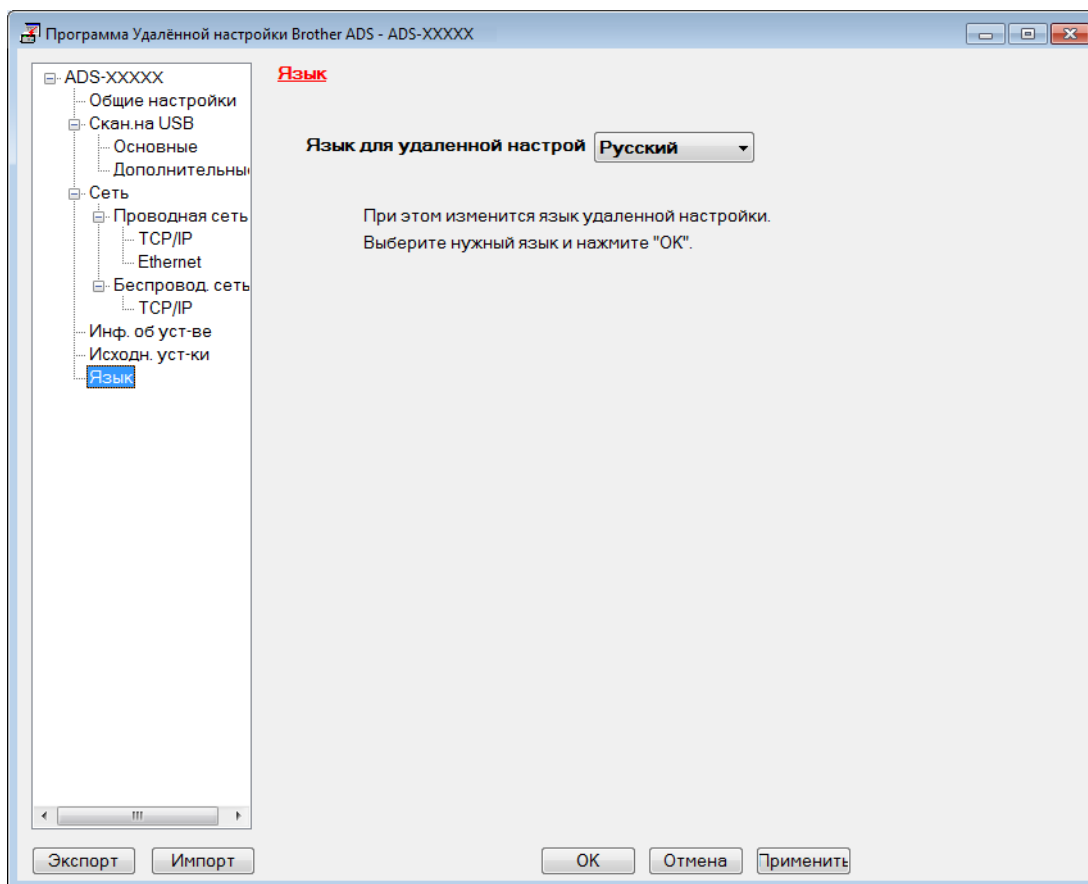 Программа Удалённой настройки Brother ADS - ADS-XXXXX
ADS-XXXXX
Общие настройки
Скан.на USB
Основные
Дополнительны
Сеть
Проводная сеть
TCP/IP
Ethernet
Беспровод. сеть
TCP/IP
Инф. об уст-ве
Исходн. уст-ки
Язык
Язык
Язык для удаленной настрой Русский
При этом изменится язык удаленной настройки.
Выберите нужный язык и нажмите "OK".
Экспорт Импорт OK Отмена Применить